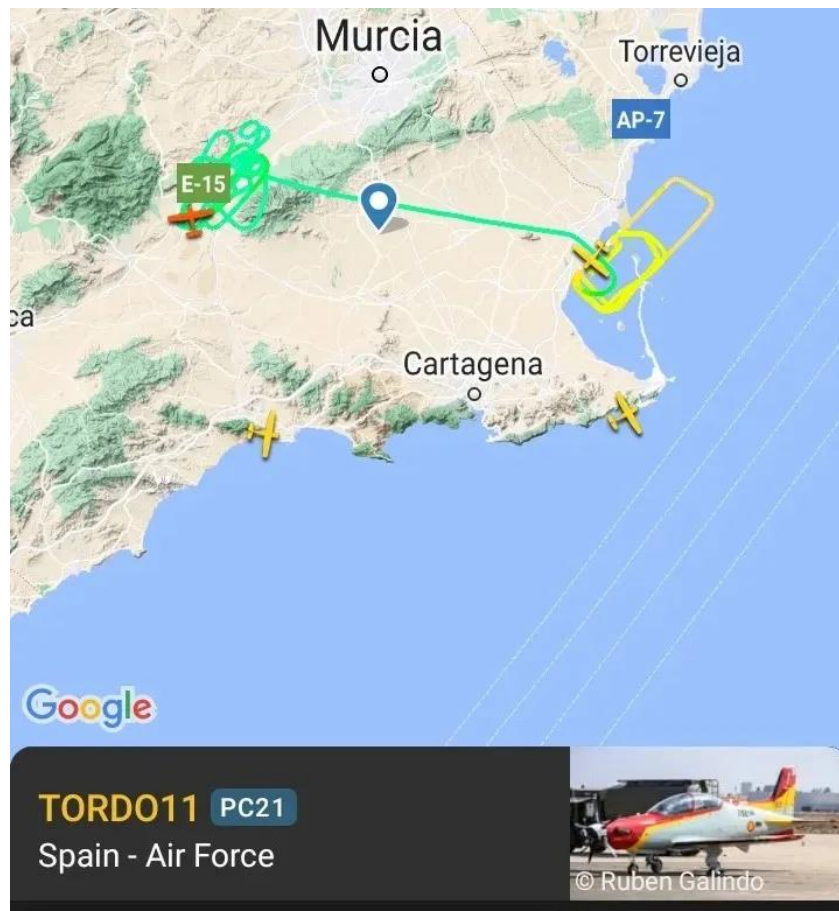 Murcia
Torrevieja
AP-7
E-15
ca
Cartagena
Google
TORDO11 PC21
Spain - Air Force
© Ruben Galindo